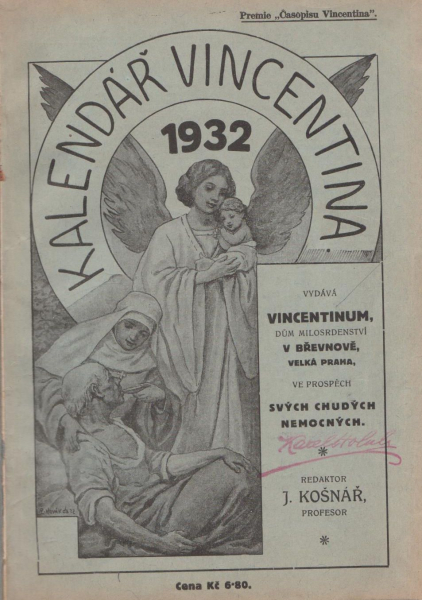 Premie „Časopisu Vincentina".
KALENDÁŘ VINCENTINA
1932
VYDÁVÁ
VINCENTINUM,
DŮM MILOSRDENSTVÍ
V BŘEVNOVĚ,
VELKÁ PRAHA,
VE PROSPĚCH
SVÝCH CHUDÝCH
NEMOCNÝCH.
REDAKTOR
J. KOŠNÁŘ,
PROFESOR
Cena Kč 6·80.